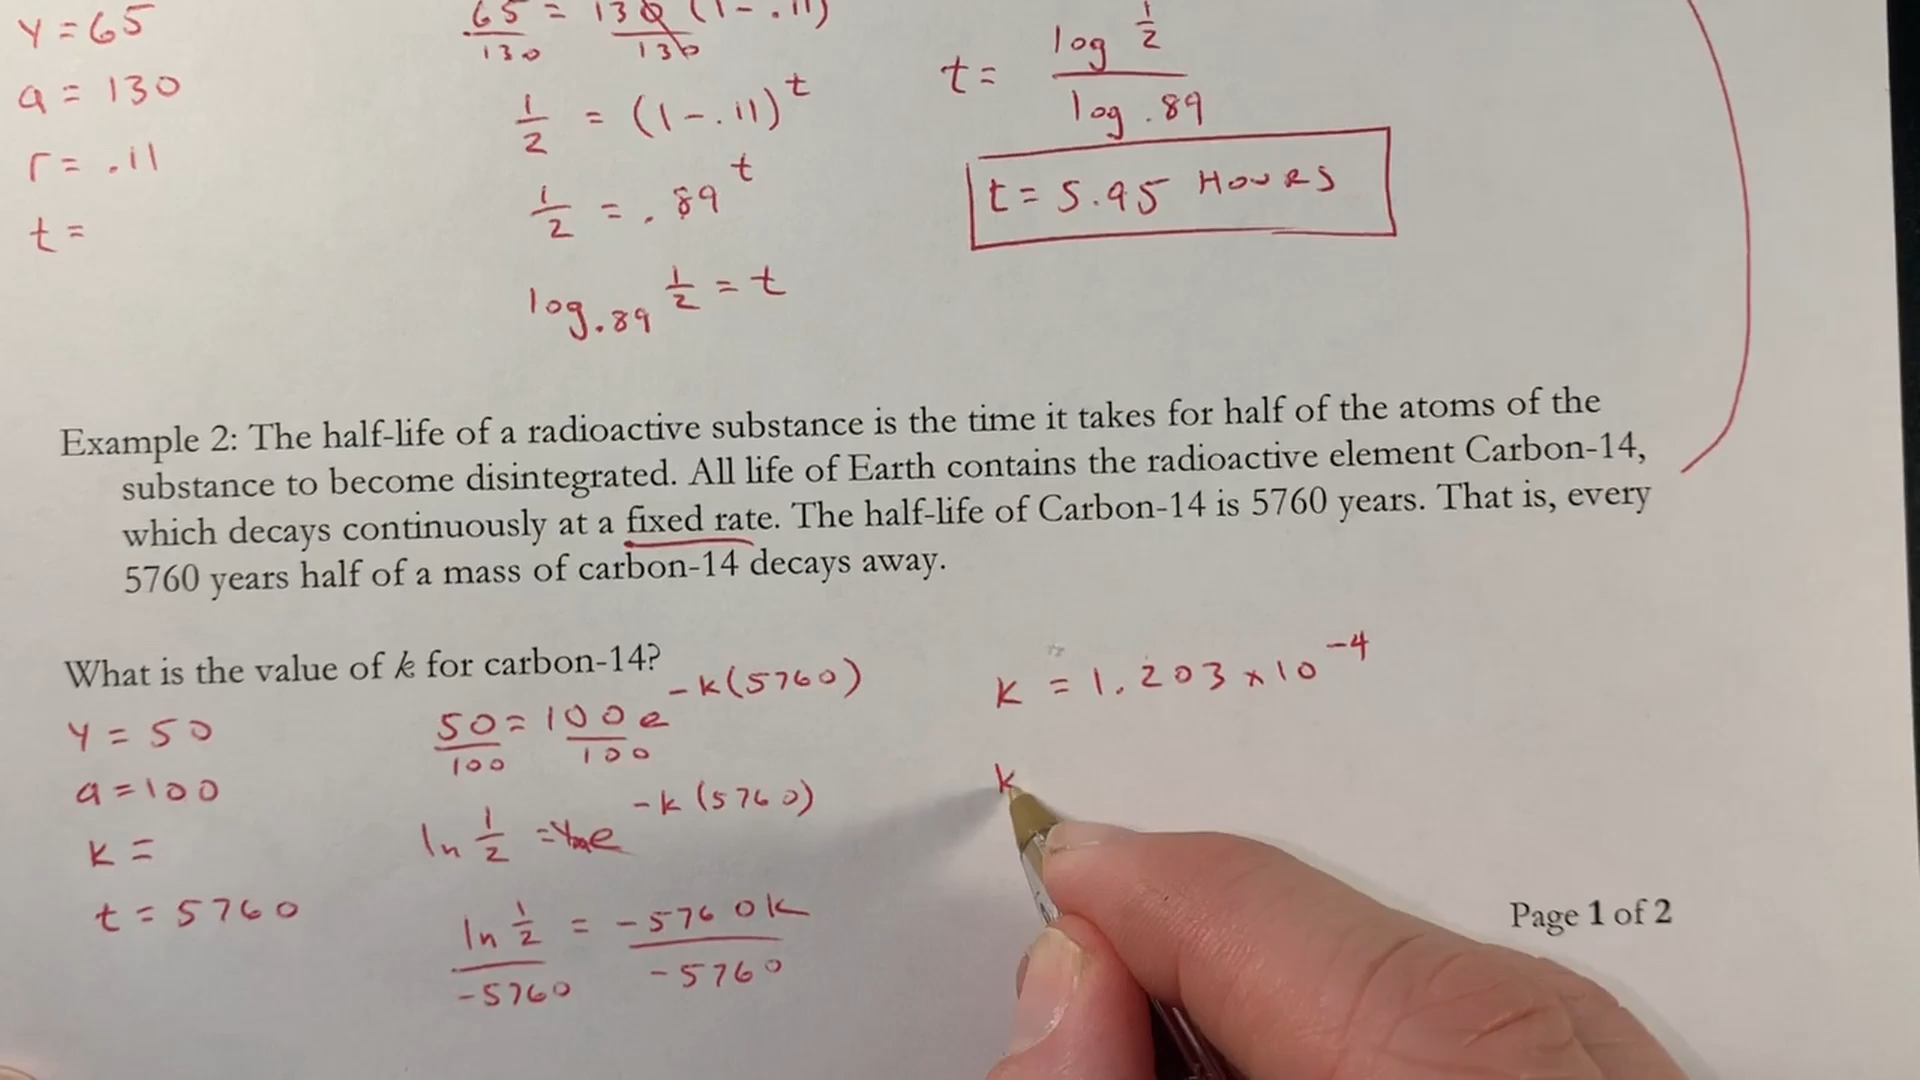 y = 65
a = 130
r = .11
t =
65 = 130 (1 - .11)
130 130
1/2 = (1 - .11)^t
1/2 = .89^t
log.89 1/2 = t
t = log 1/2
log .89
t = 5.95 HOURS
Example 2: The half-life of a radioactive substance is the time it takes for half of the atoms of the
substance to become disintegrated. All life of Earth contains the radioactive element Carbon-14,
which decays continuously at a fixed rate. The half-life of Carbon-14 is 5760 years. That is, every
5760 years half of a mass of carbon-14 decays away.
What is the value of k for carbon-14?
y = 50
a = 100
k =
t = 5760
50 = 100 e^-k(5760)
100 100
ln 1/2 = ln e^-k(5760)
ln 1/2 = -5760k
-5760 -5760
k = 1.203 x 10^-4
k
Page 1 of 2